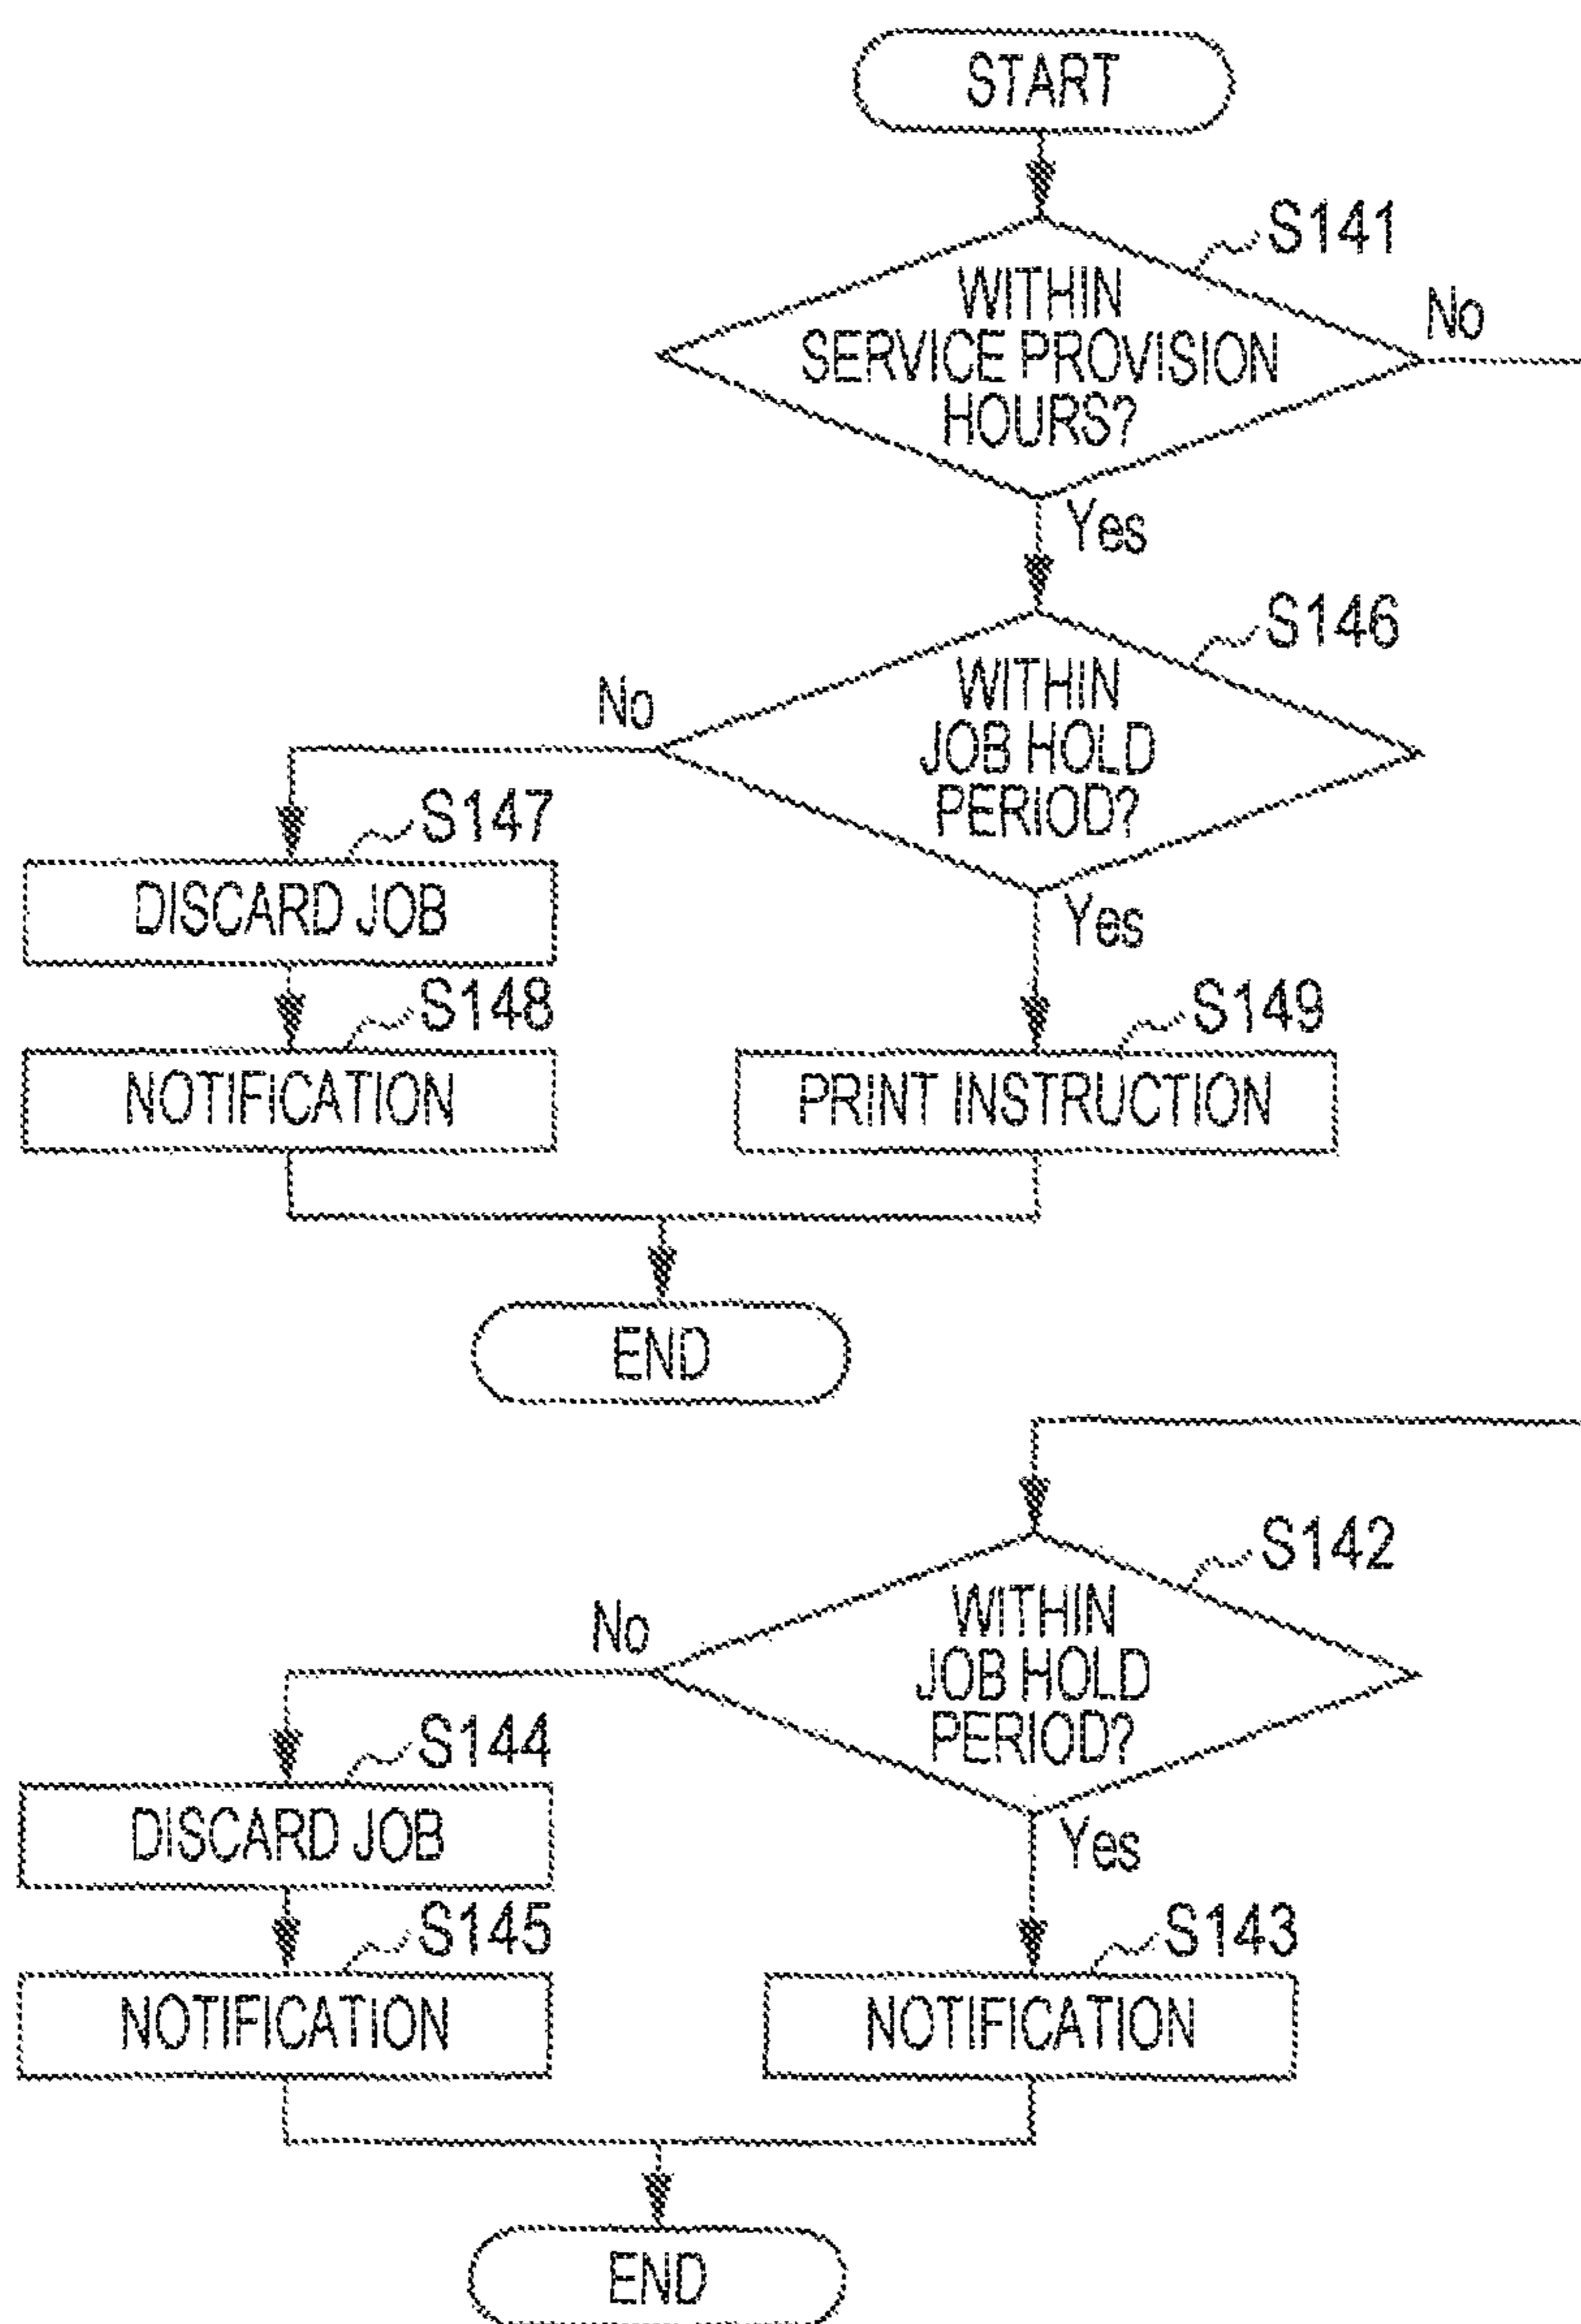 START
S141
WITHIN
SERVICE PROVISION
HOURS?
No
Yes
S146
WITHIN
JOB HOLD
PERIOD?
No
Yes
S147
DISCARD JOB
S148
NOTIFICATION
S149
PRINT INSTRUCTION
END
S142
WITHIN
JOB HOLD
PERIOD?
No
Yes
S144
DISCARD JOB
S145
NOTIFICATION
S143
NOTIFICATION
END